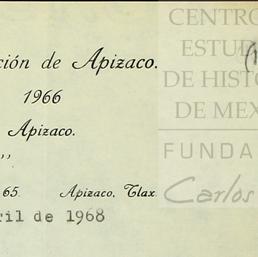 ción de Apizaco.
1966
Apizaco.
,,
65. Apizaco, Tlax.
ril de 1968
CENTRO
ESTUD
DE HISTO
DE MEX
FUNDA
Carlos